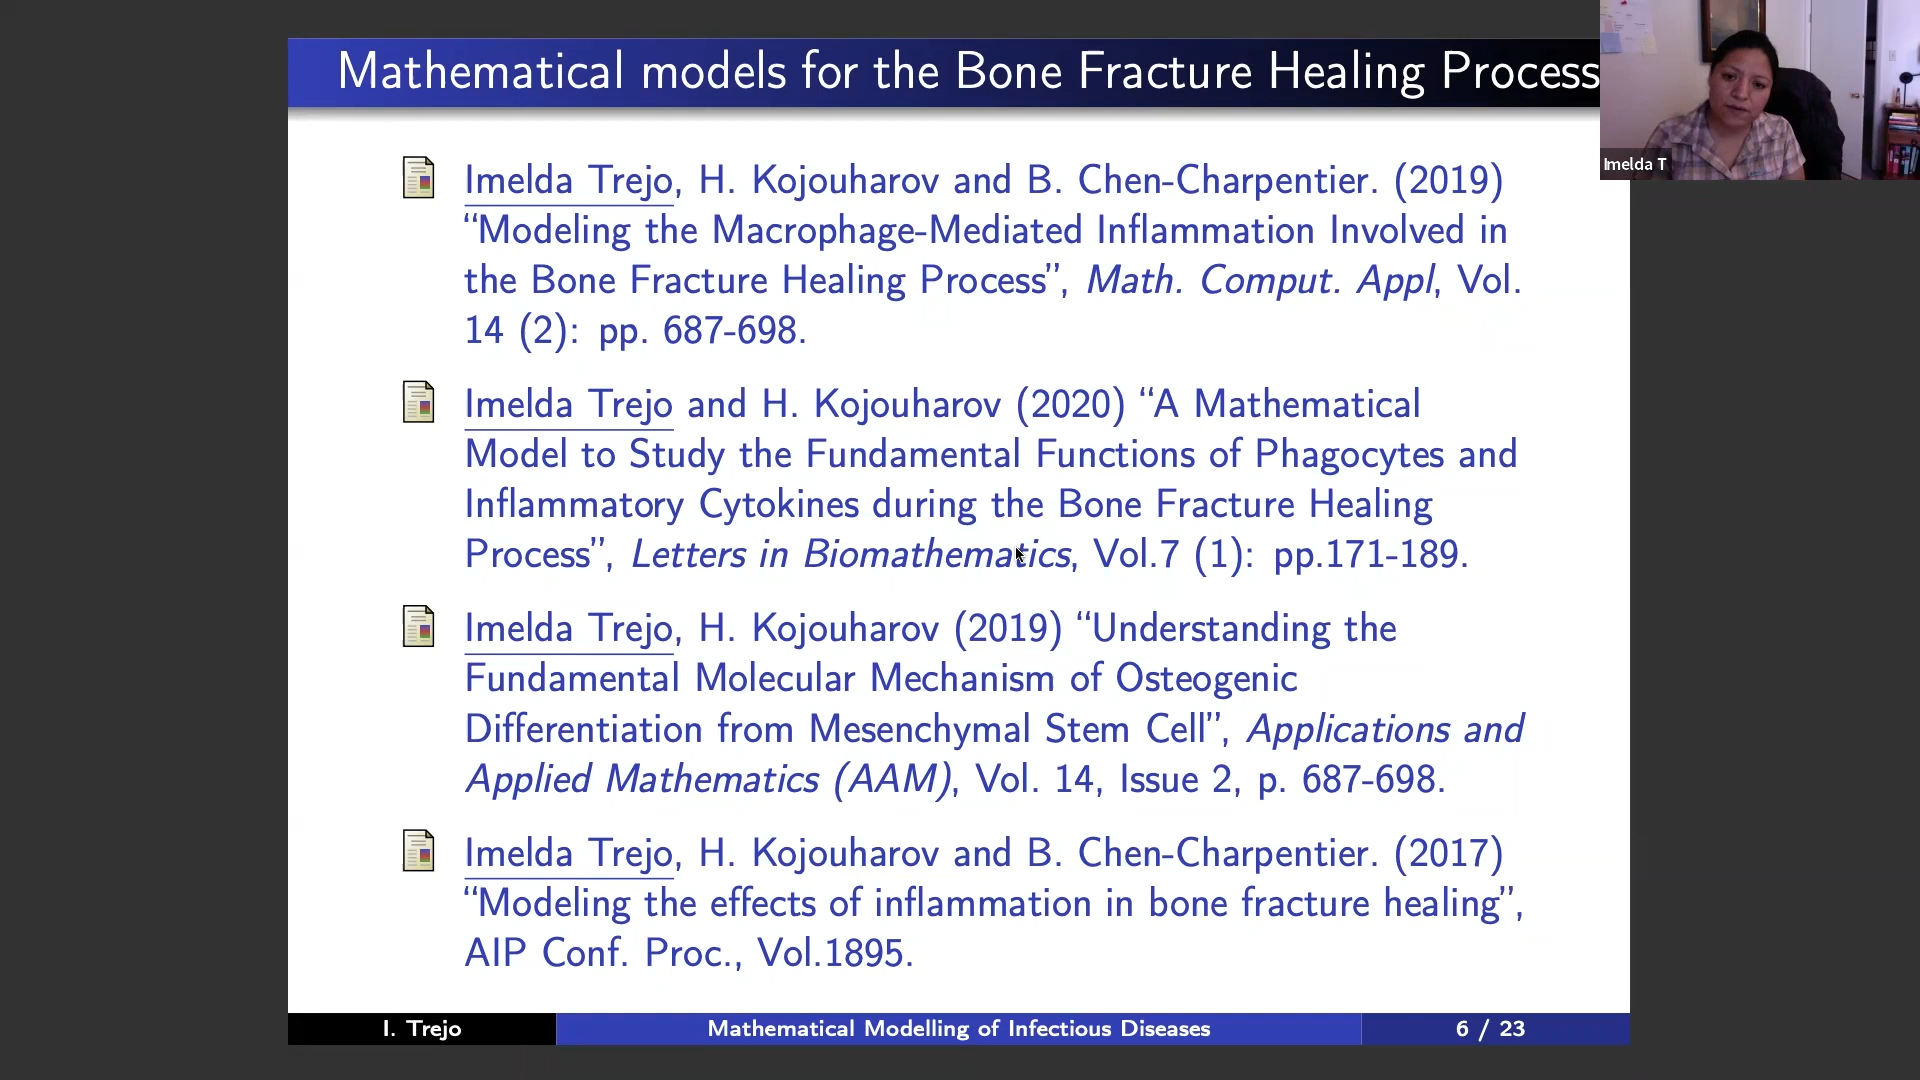 Mathematical models for the Bone Fracture Healing Process
Imelda T
Imelda Trejo, H. Kojouharov and B. Chen-Charpentier. (2019)
“Modeling the Macrophage-Mediated Inflammation Involved in
the Bone Fracture Healing Process”, Math. Comput. Appl, Vol.
14 (2): pp. 687-698.
Imelda Trejo and H. Kojouharov (2020) “A Mathematical
Model to Study the Fundamental Functions of Phagocytes and
Inflammatory Cytokines during the Bone Fracture Healing
Process”, Letters in Biomathematics, Vol.7 (1): pp.171-189.
Imelda Trejo, H. Kojouharov (2019) “Understanding the
Fundamental Molecular Mechanism of Osteogenic
Differentiation from Mesenchymal Stem Cell”, Applications and
Applied Mathematics (AAM), Vol. 14, Issue 2, p. 687-698.
Imelda Trejo, H. Kojouharov and B. Chen-Charpentier. (2017)
“Modeling the effects of inflammation in bone fracture healing”,
AIP Conf. Proc., Vol.1895.
I. Trejo
Mathematical Modelling of Infectious Diseases
6 / 23